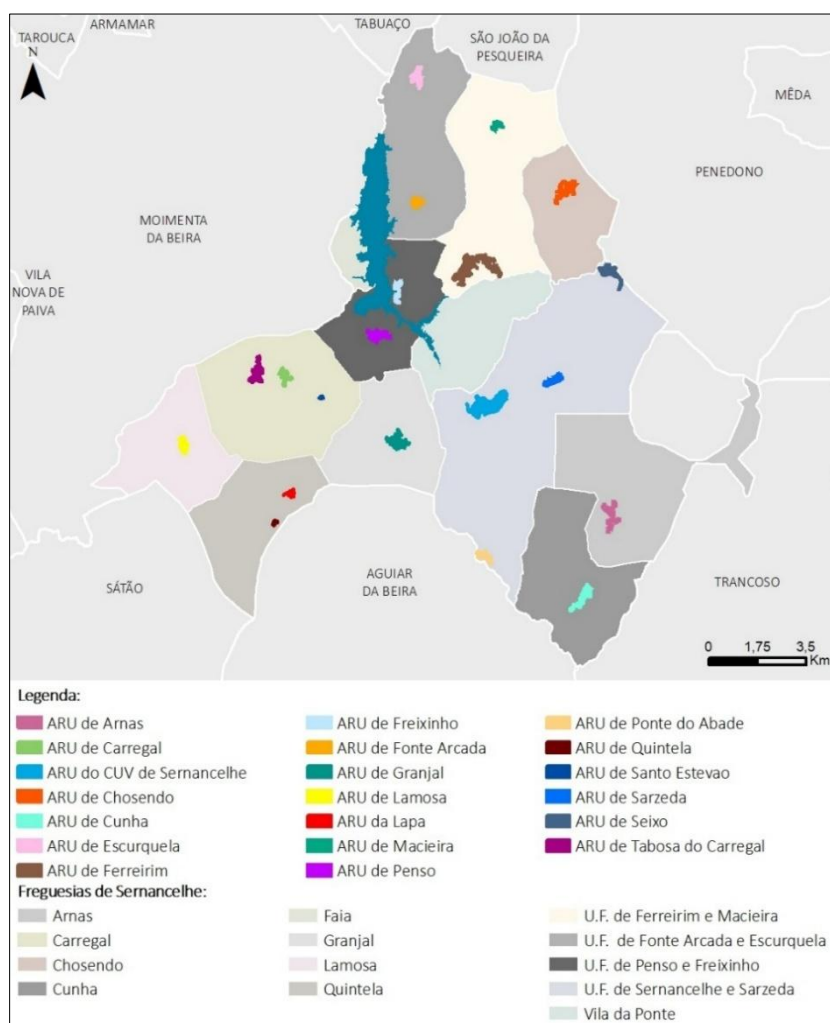 ARMAMAR
TABUAÇO
TAROUCA
SÃO JOÃO DA
PESQUEIRA
N
MÊDA
PENEDONO
MOIMENTA
DA BEIRA
VILA
NOVA DE
PAIVA
SÁTÃO
AGUIAR
DA BEIRA
TRANCOSO
0 1,75 3,5
Km
Legenda:
ARU de Arnas
ARU de Carregal
ARU do CUV de Sernancelhe
ARU de Chosendo
ARU de Cunha
ARU de Escurquela
ARU de Ferreirim
ARU de Freixinho
ARU de Fonte Arcada
ARU de Granjal
ARU de Lamosa
ARU da Lapa
ARU de Macieira
ARU de Penso
ARU de Ponte do Abade
ARU de Quintela
ARU de Santo Estevao
ARU de Sarzeda
ARU de Seixo
ARU de Tabosa do Carregal
Freguesias de Sernancelhe:
Arnas
Carregal
Chosendo
Cunha
Faia
Granjal
Lamosa
Quintela
U.F. de Ferreirim e Macieira
U.F. de Fonte Arcada e Escurquela
U.F. de Penso e Freixinho
U.F. de Sernancelhe e Sarzeda
Vila da Ponte